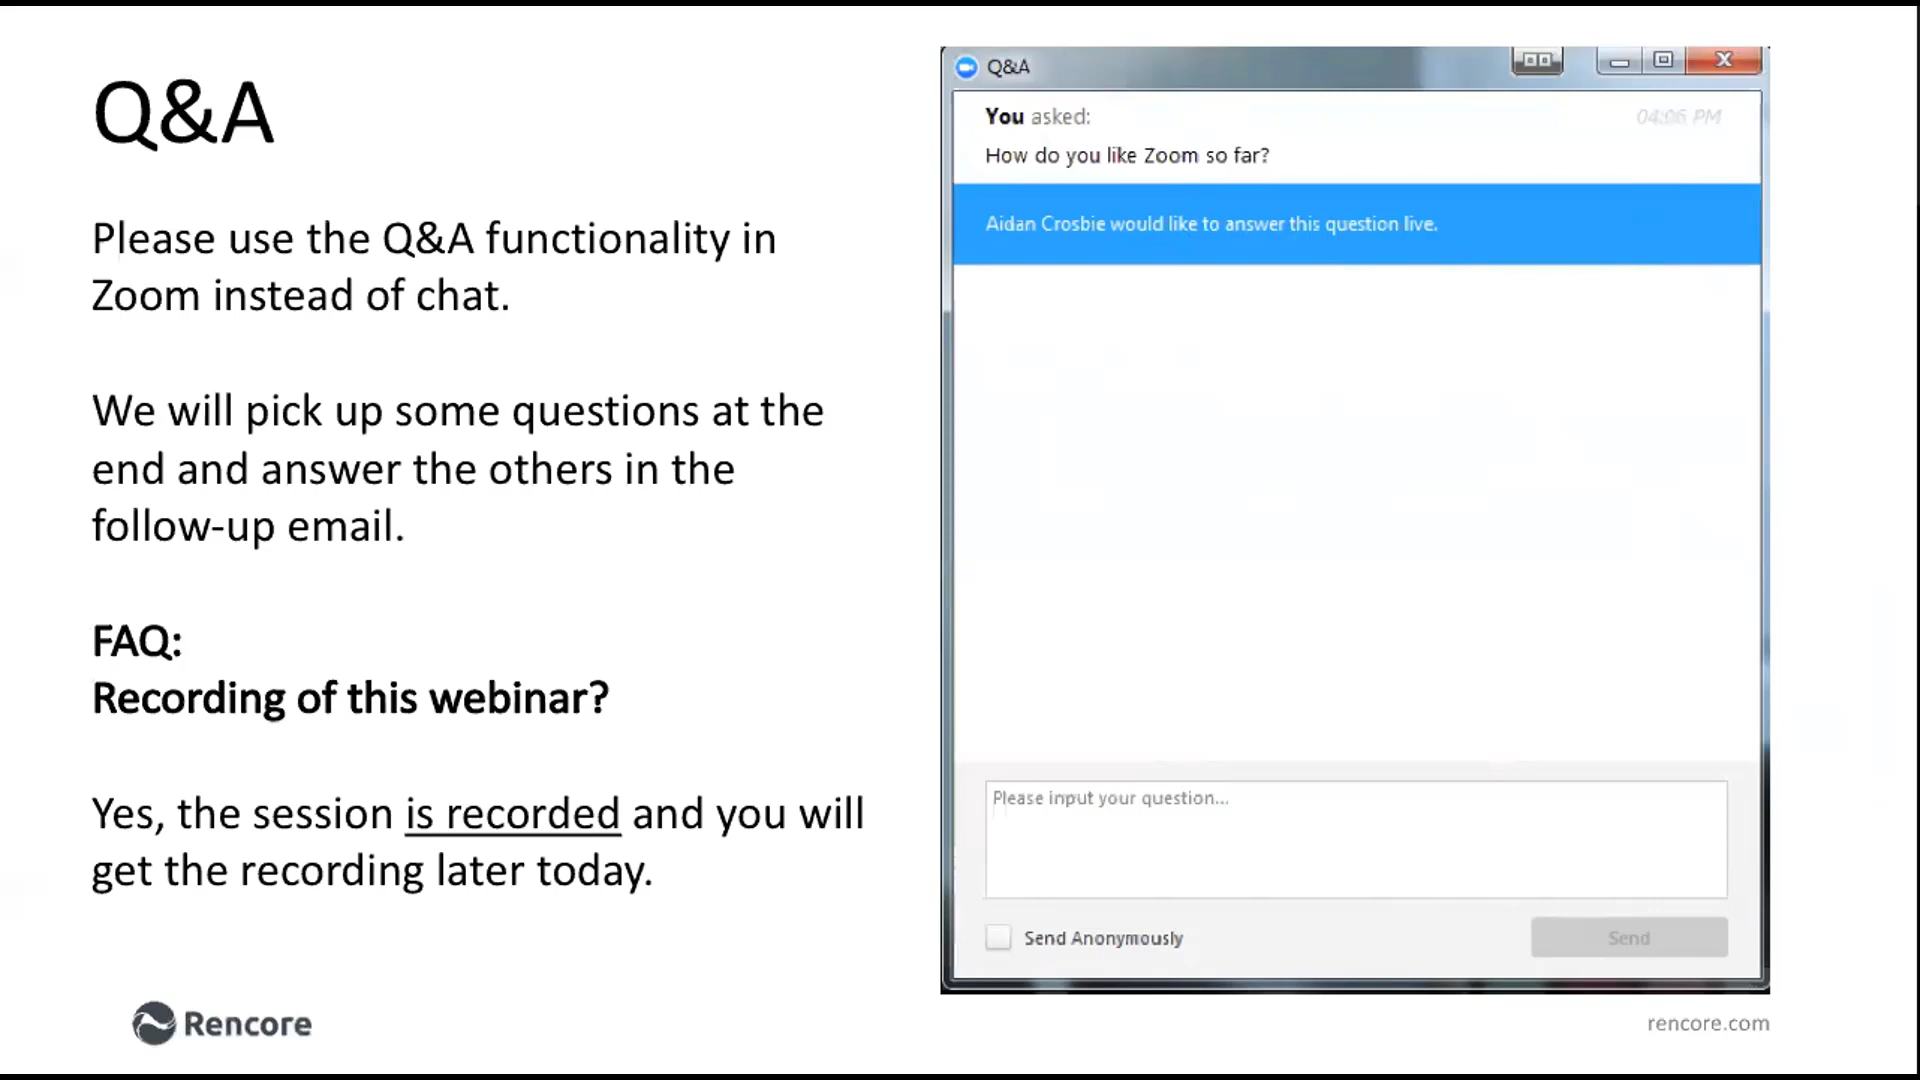 Q&A
Please use the Q&A functionality in
Zoom instead of chat.
We will pick up some questions at the
end and answer the others in the
follow-up email.
FAQ:
Recording of this webinar?
Yes, the session is recorded and you will
get the recording later today.
Rencore
Q&A
You asked:
04:06 PM
How do you like Zoom so far?
Aidan Crosbie would like to answer this question live.
Please input your question...
Send Anonymously
Send
rencore.com